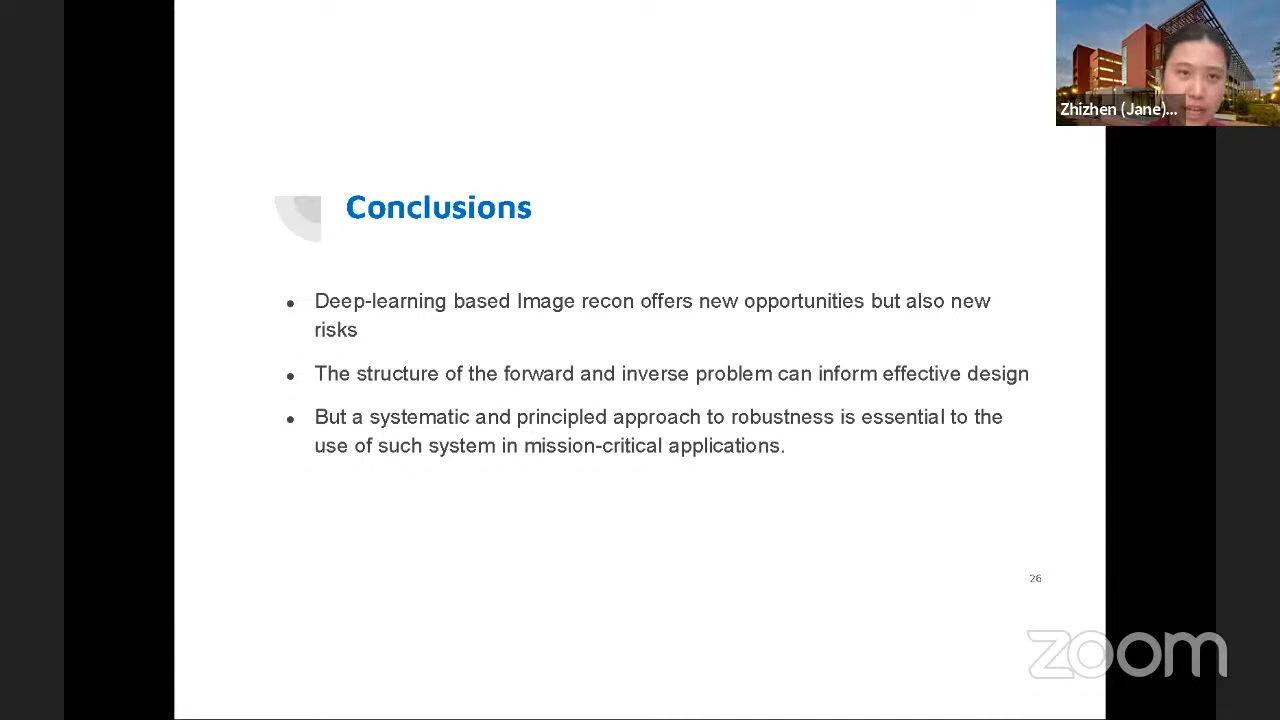 Zhizhen (Jane)...
Conclusions
● Deep-learning based Image recon offers new opportunities but also new
risks
● The structure of the forward and inverse problem can inform effective design
● But a systematic and principled approach to robustness is essential to the
use of such system in mission-critical applications.
26
zoom